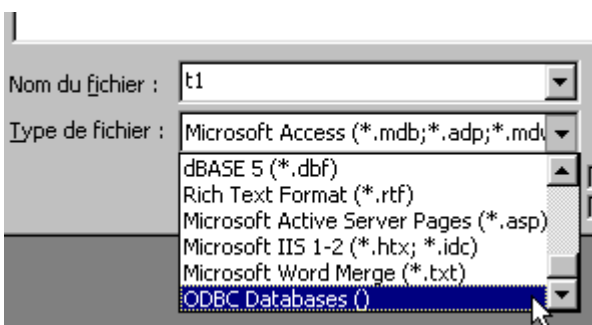 Nom du fichier : t1
Type de fichier : Microsoft Access (*.mdb;*.adp;*.mdw
dBASE 5 (*.dbf)
Rich Text Format (*.rtf)
Microsoft Active Server Pages (*.asp)
Microsoft IIS 1-2 (*.htx; *.idc)
Microsoft Word Merge (*.txt)
ODBC Databases ()